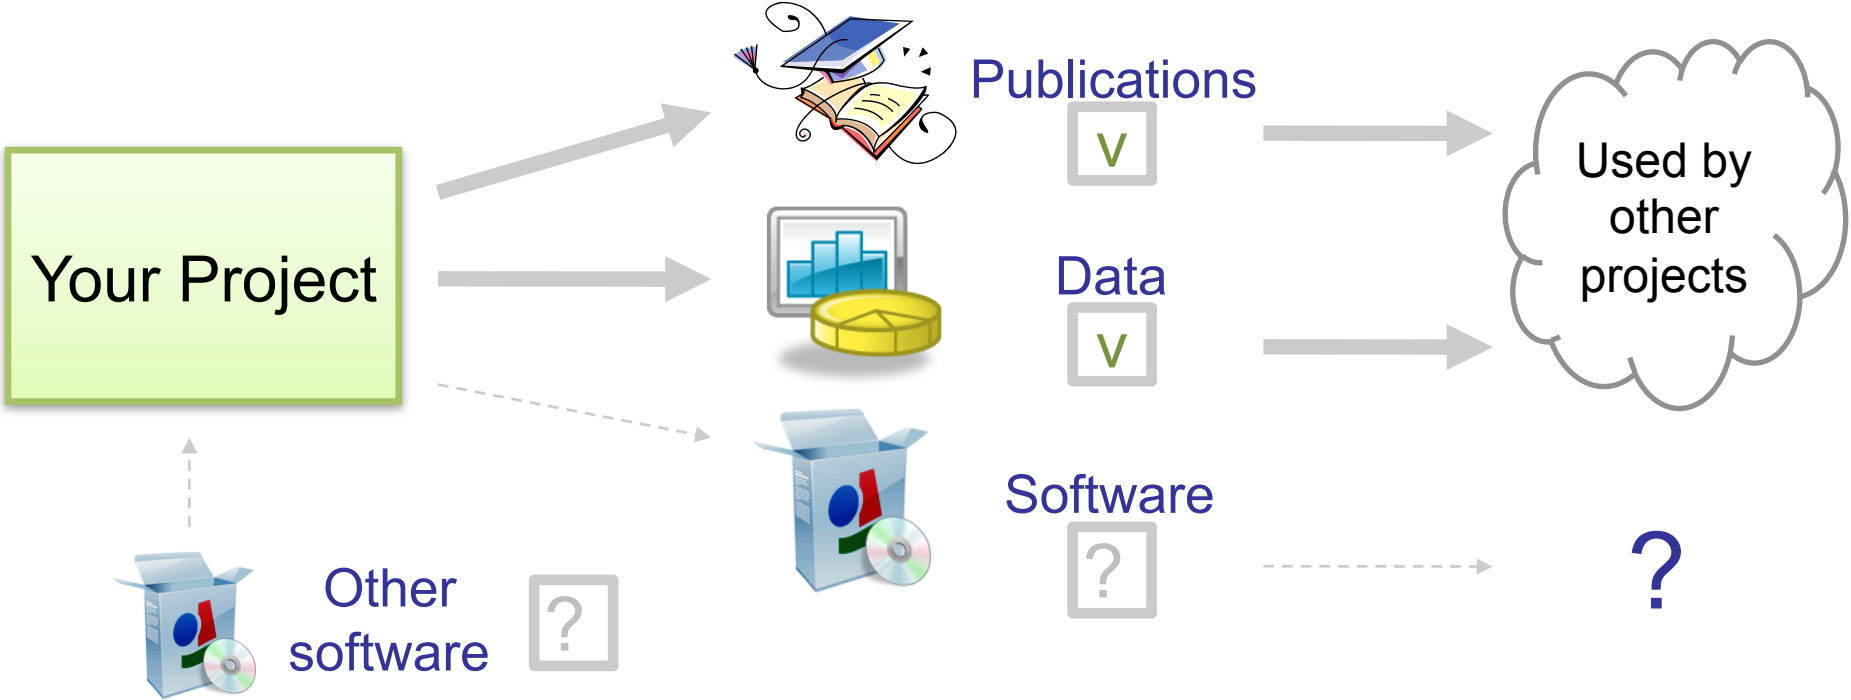 Publications
v
Your Project
Used by
other
projects
Data
v
Software
?
?
Other
software
?